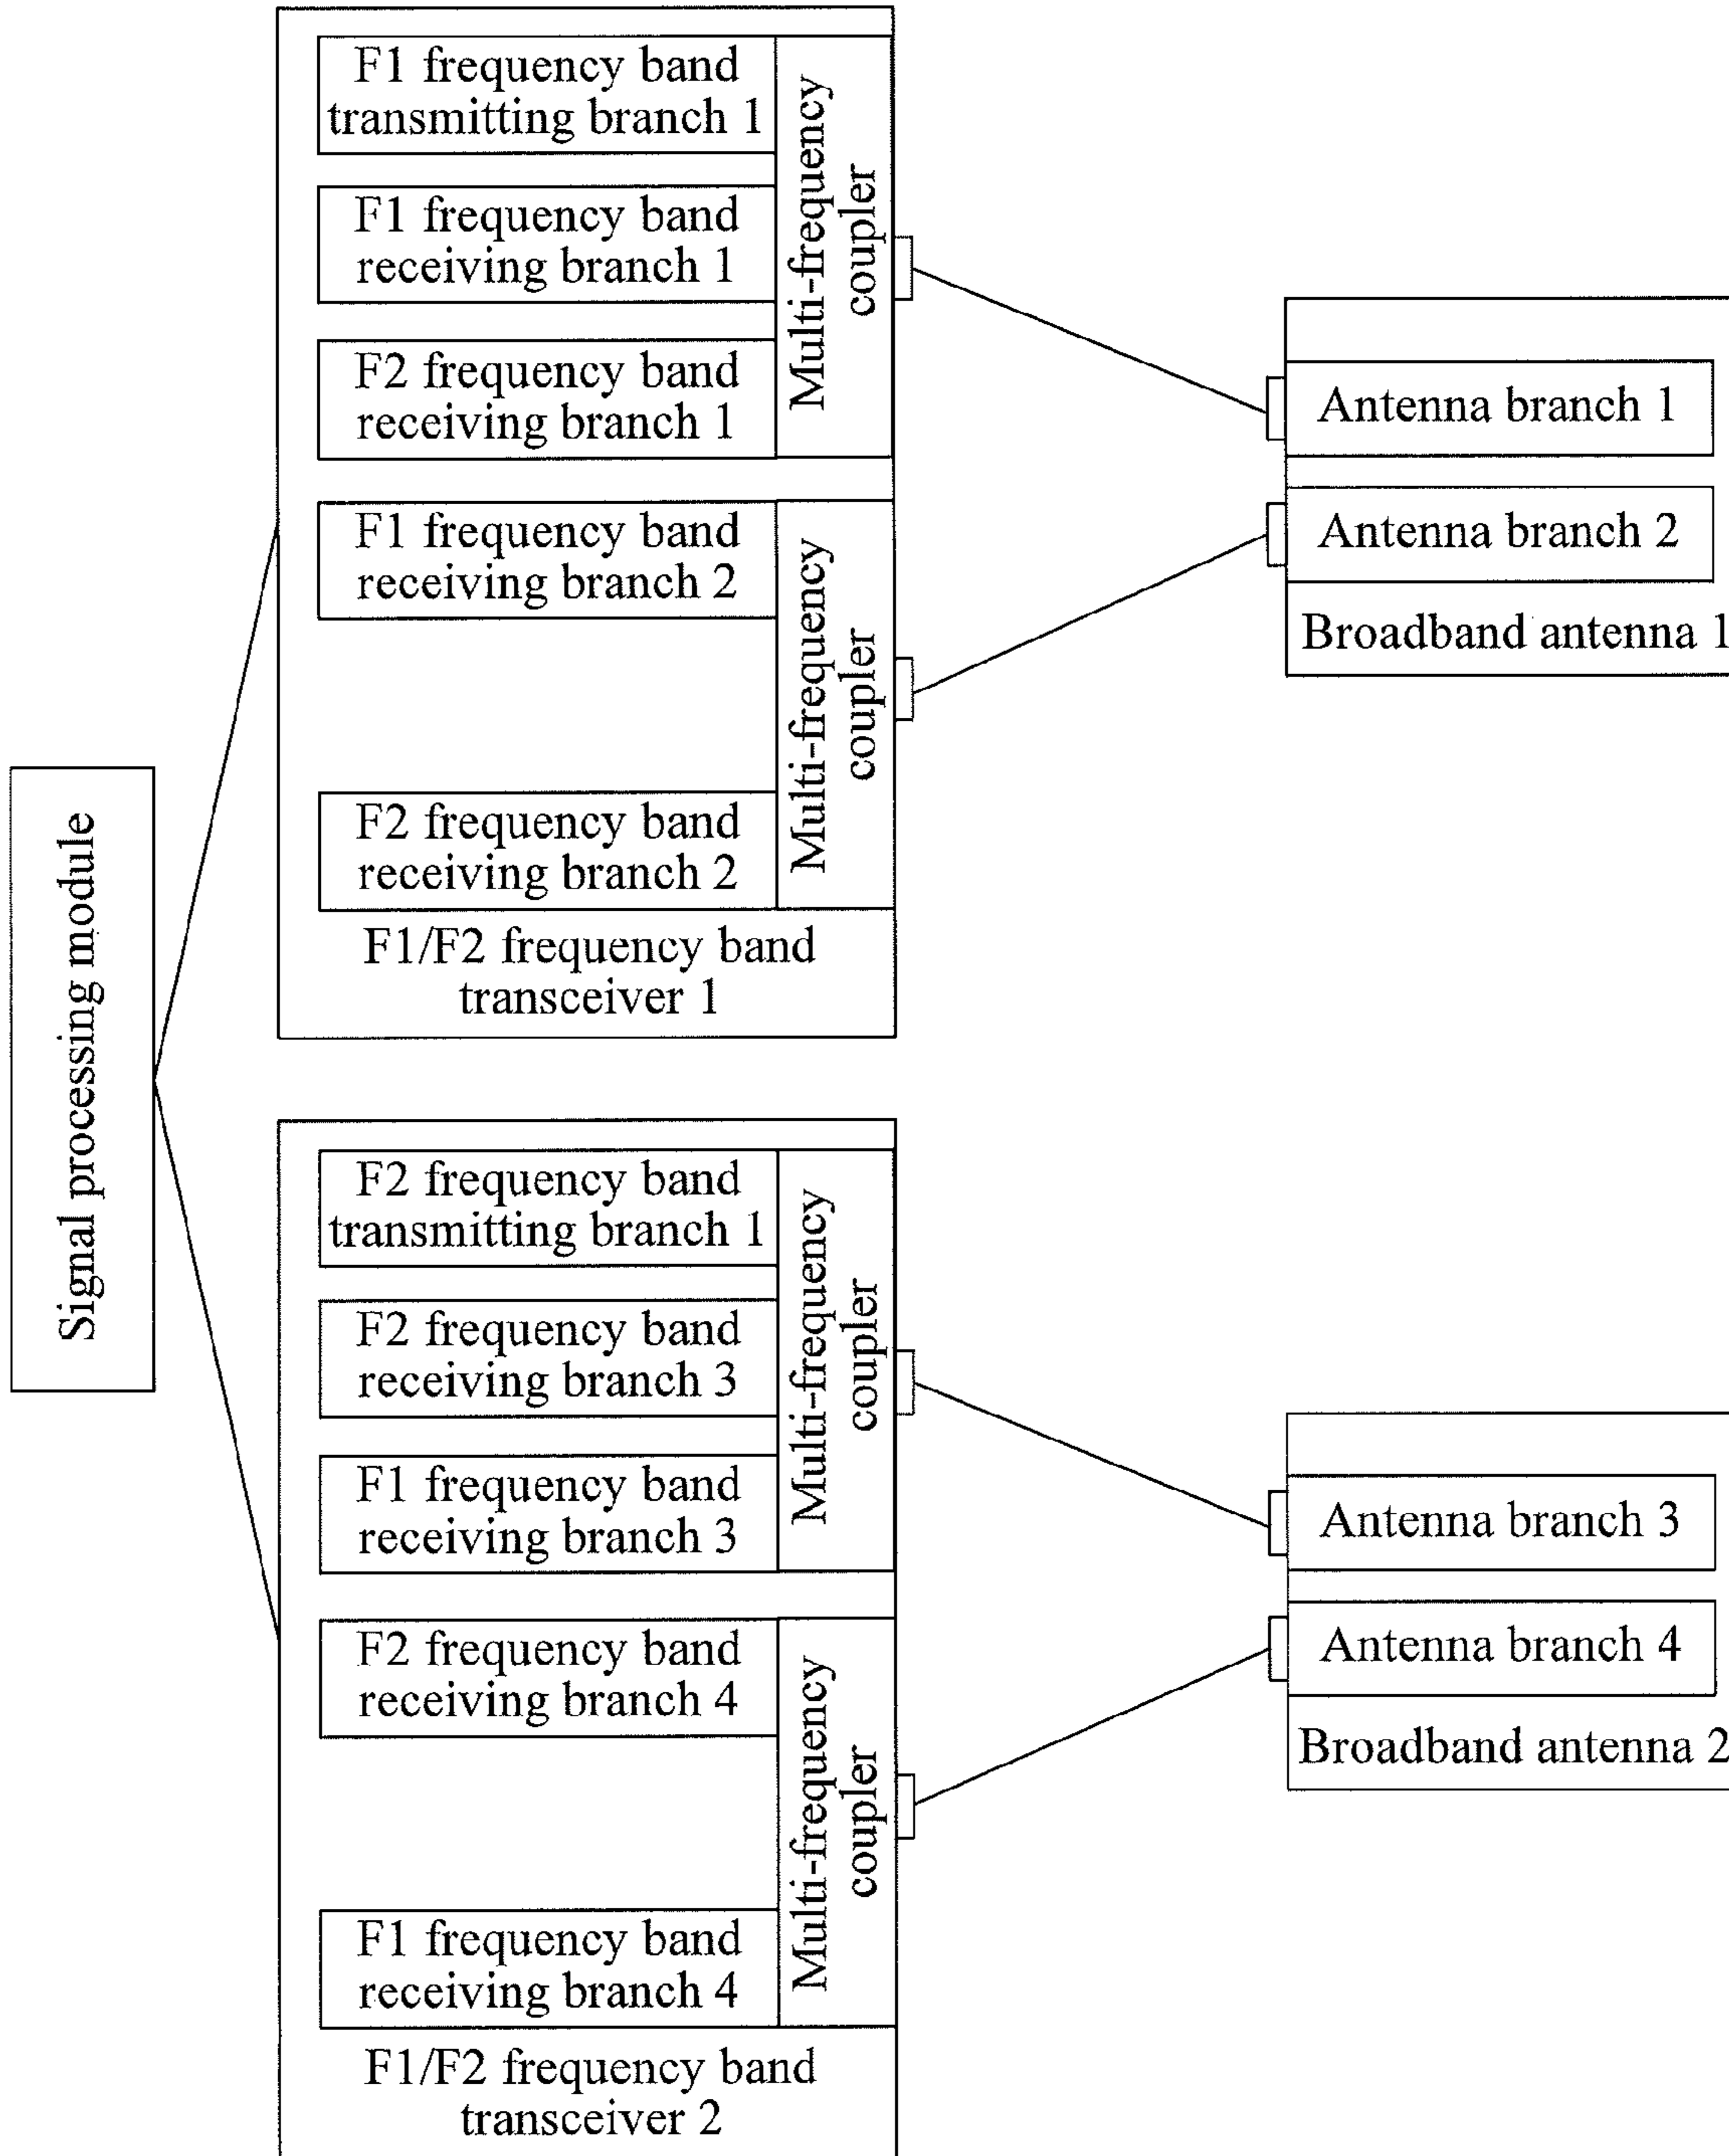 Signal processing module
F1 frequency band
transmitting branch 1
F1 frequency band
receiving branch 1
F2 frequency band
receiving branch 1
Multi-frequency
coupler
F1 frequency band
receiving branch 2
F2 frequency band
receiving branch 2
Multi-frequency
coupler
F1/F2 frequency band
transceiver 1
Antenna branch 1
Antenna branch 2
Broadband antenna 1
F2 frequency band
transmitting branch 1
F2 frequency band
receiving branch 3
F1 frequency band
receiving branch 3
Multi-frequency
coupler
F2 frequency band
receiving branch 4
F1 frequency band
receiving branch 4
Multi-frequency
coupler
F1/F2 frequency band
transceiver 2
Antenna branch 3
Antenna branch 4
Broadband antenna 2